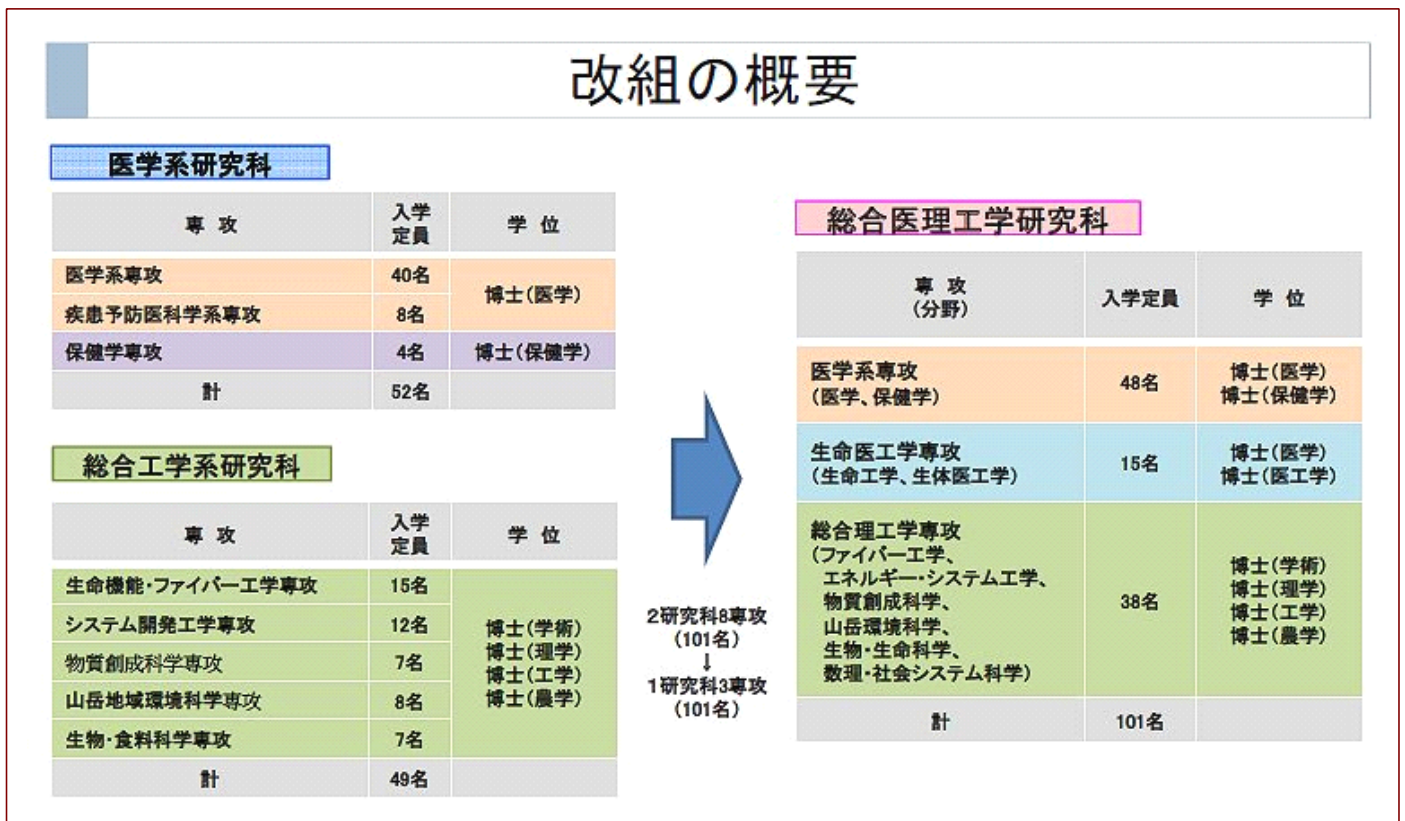 改組の概要
医学系研究科
専 攻 入学定員 学 位
医学系専攻 40名 博士(医学)
疾患予防医科学系専攻 8名
保健学専攻 4名 博士(保健学)
計 52名
総合工学系研究科
専 攻 入学定員 学 位
生命機能・ファイバー工学専攻 15名
システム開発工学専攻 12名
物質創成科学専攻 7名
山岳地域環境科学専攻 8名
生物・食料科学専攻 7名
博士(学術)
博士(理学)
博士(工学)
博士(農学)
計 49名
2研究科8専攻
(101名)
↓
1研究科3専攻
(101名)
総合医理工学研究科
専 攻
(分野)
入学定員 学 位
医学系専攻
(医学、保健学)
48名
博士(医学)
博士(保健学)
生命医工学専攻
(生命工学、生体医工学)
15名
博士(医学)
博士(医工学)
総合理工学専攻
(ファイバー工学、
エネルギー・システム工学、
物質創成科学、
山岳環境科学、
生物・生命科学、
数理・社会システム科学)
38名
博士(学術)
博士(理学)
博士(工学)
博士(農学)
計 101名